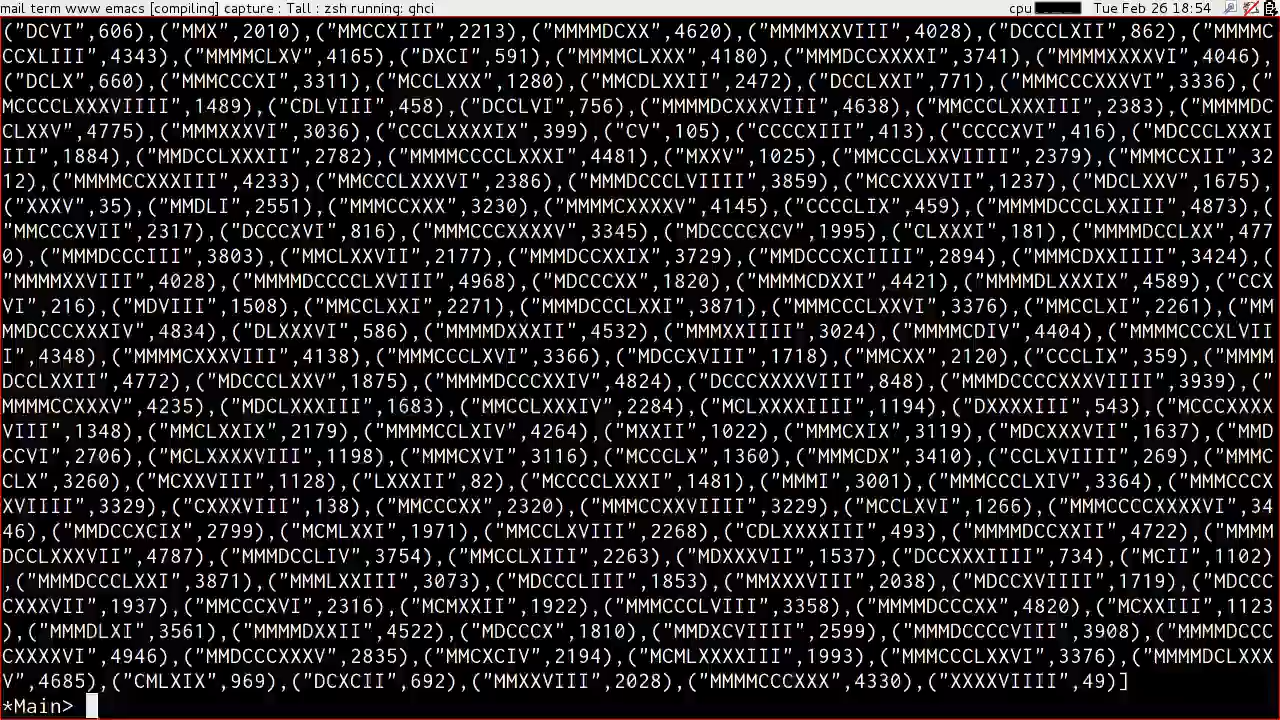 mail term www emacs [compiling] capture : Tall : zsh running: ghci cpu Tue Feb 26 18:54
("DCVI",606),("MMX",2010),("MMCCXIII",2213),("MMMMDCXX",4620),("MMMMXXVIII",4028),("DCCCLXII",862),("MMMMC
CCXLIII",4343),("MMMMCLXV",4165),("DXCI",591),("MMMMCLXXX",4180),("MMMDCCXXXXI",3741),("MMMMXXXXVI",4046),
("DCLX",660),("MMMCCCXI",3311),("MCCLXXX",1280),("MMCDLXXII",2472),("DCCLXXI",771),("MMMCCCXXXVI",3336),("
MCCCCLXXXVIIII",1489),("CDLVIII",458),("DCCLVI",756),("MMMMDCXXXVIII",4638),("MMCCCLXXXIII",2383),("MMMMDC
CLXXV",4775),("MMMXXXVI",3036),("CCCLXXXXIX",399),("CV",105),("CCCCXIII",413),("CCCCXVI",416),("MDCCCLXXXI
III",1884),("MMDCCLXXXII",2782),("MMMMCCCCLXXXI",4481),("MXXV",1025),("MMCCCLXXVIIII",2379),("MMMCCXII",32
12),("MMMMCCXXXIII",4233),("MMCCCLXXXVI",2386),("MMMDCCCLVIIII",3859),("MCCXXXVII",1237),("MDCLXXV",1675),
("XXXV",35),("MMDLI",2551),("MMMCCXXX",3230),("MMMMCXXXXV",4145),("CCCCLIX",459),("MMMMDCCCLXXIII",4873),(
"MMCCCXVII",2317),("DCCCXVI",816),("MMMCCCXXXXV",3345),("MDCCCCXCV",1995),("CLXXXI",181),("MMMMDCCLXX",477
0),("MMMDCCCIII",3803),("MMCLXXVII",2177),("MMMDCCXXIX",3729),("MMDCCCXCIIII",2894),("MMMCDXXIIII",3424),(
"MMMMXXVIII",4028),("MMMMDCCCCLXVIII",4968),("MDCCCXX",1820),("MMMMCDXXI",4421),("MMMMDLXXXIX",4589),("CCX
VI",216),("MDVIII",1508),("MMCCLXXI",2271),("MMMDCCCLXXI",3871),("MMMCCCLXXVI",3376),("MMCCLXI",2261),("MM
MMDCCCXXXIV",4834),("DLXXXVI",586),("MMMMDXXXII",4532),("MMMXXIIII",3024),("MMMMCDIV",4404),("MMMMCCCXLVII
I",4348),("MMMMCXXXVIII",4138),("MMMCCCLXVI",3366),("MDCCXVIII",1718),("MMCXX",2120),("CCCLIX",359),("MMMM
DCCLXXII",4772),("MDCCCLXXV",1875),("MMMMDCCCXXIV",4824),("DCCCXXXXVIII",848),("MMMDCCCCXXXVIIII",3939),("
MMMMCCXXXV",4235),("MDCLXXXIII",1683),("MMCCLXXXIV",2284),("MCLXXXXIIII",1194),("DXXXXIII",543),("MCCCXXXX
VIII",1348),("MMCLXXIX",2179),("MMMMCCLXIV",4264),("MXXII",1022),("MMMCXIX",3119),("MDCXXXVII",1637),("MMD
CCVI",2706),("MCLXXXXVIII",1198),("MMMCXVI",3116),("MCCCLX",1360),("MMMCDX",3410),("CCLXVIIII",269),("MMMC
CLX",3260),("MCXXVIII",1128),("LXXXII",82),("MCCCCLXXXI",1481),("MMMI",3001),("MMMCCCLXIV",3364),("MMMCCCX
XVIIII",3329),("CXXXVIII",138),("MMCCCXX",2320),("MMMCCXXVIIII",3229),("MCCLXVI",1266),("MMMCCCCXXXXVI",34
46),("MMDCCXCIX",2799),("MCMLXXI",1971),("MMCCLXVIII",2268),("CDLXXXXIII",493),("MMMMDCCXXII",4722),("MMMM
DCCLXXXVII",4787),("MMMDCCLIV",3754),("MMCCLXIII",2263),("MDXXXVII",1537),("DCCXXXIIII",734),("MCII",1102)
,("MMMDCCCLXXI",3871),("MMMLXXIII",3073),("MDCCCLIII",1853),("MMXXXVIII",2038),("MDCCXVIIII",1719),("MDCCC
CXXXVII",1937),("MMCCCXVI",2316),("MCMXXII",1922),("MMMCCCLVIII",3358),("MMMMDCCCXX",4820),("MCXXIII",1123
),("MMMDLXI",3561),("MMMMDXXII",4522),("MDCCCX",1810),("MMDXCVIIII",2599),("MMMDCCCCVIII",3908),("MMMMDCCC
CXXXXVI",4946),("MMDCCCXXXV",2835),("MMCXCIV",2194),("MCMLXXXXIII",1993),("MMMCCCLXXVI",3376),("MMMMDCLXXX
V",4685),("CMLXIX",969),("DCXCII",692),("MMXXVIII",2028),("MMMMCCCXXX",4330),("XXXXVIIII",49)]
*Main>